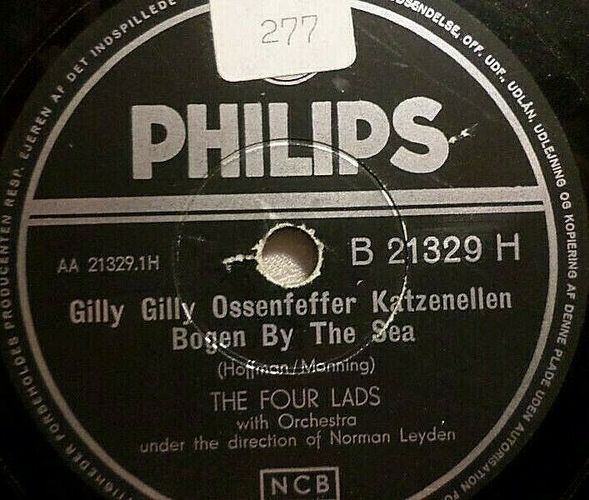 277
PHILIPS
AA 21329.1H
B 21329 H
Gilly Gilly Ossenfeffer Katzenellen
Bogen By The Sea
(Hoffman/Manning)
THE FOUR LADS
with Orchestra
under the direction of Norman Leyden
NCB
PRODUCENTEN RESP. EJEREN AF DET INDSPILLEDE
OFF. UDF., UDLÅN, UDLEJNING OG KOPIERING AF DENNE PLADE UDEN AUTORISATION